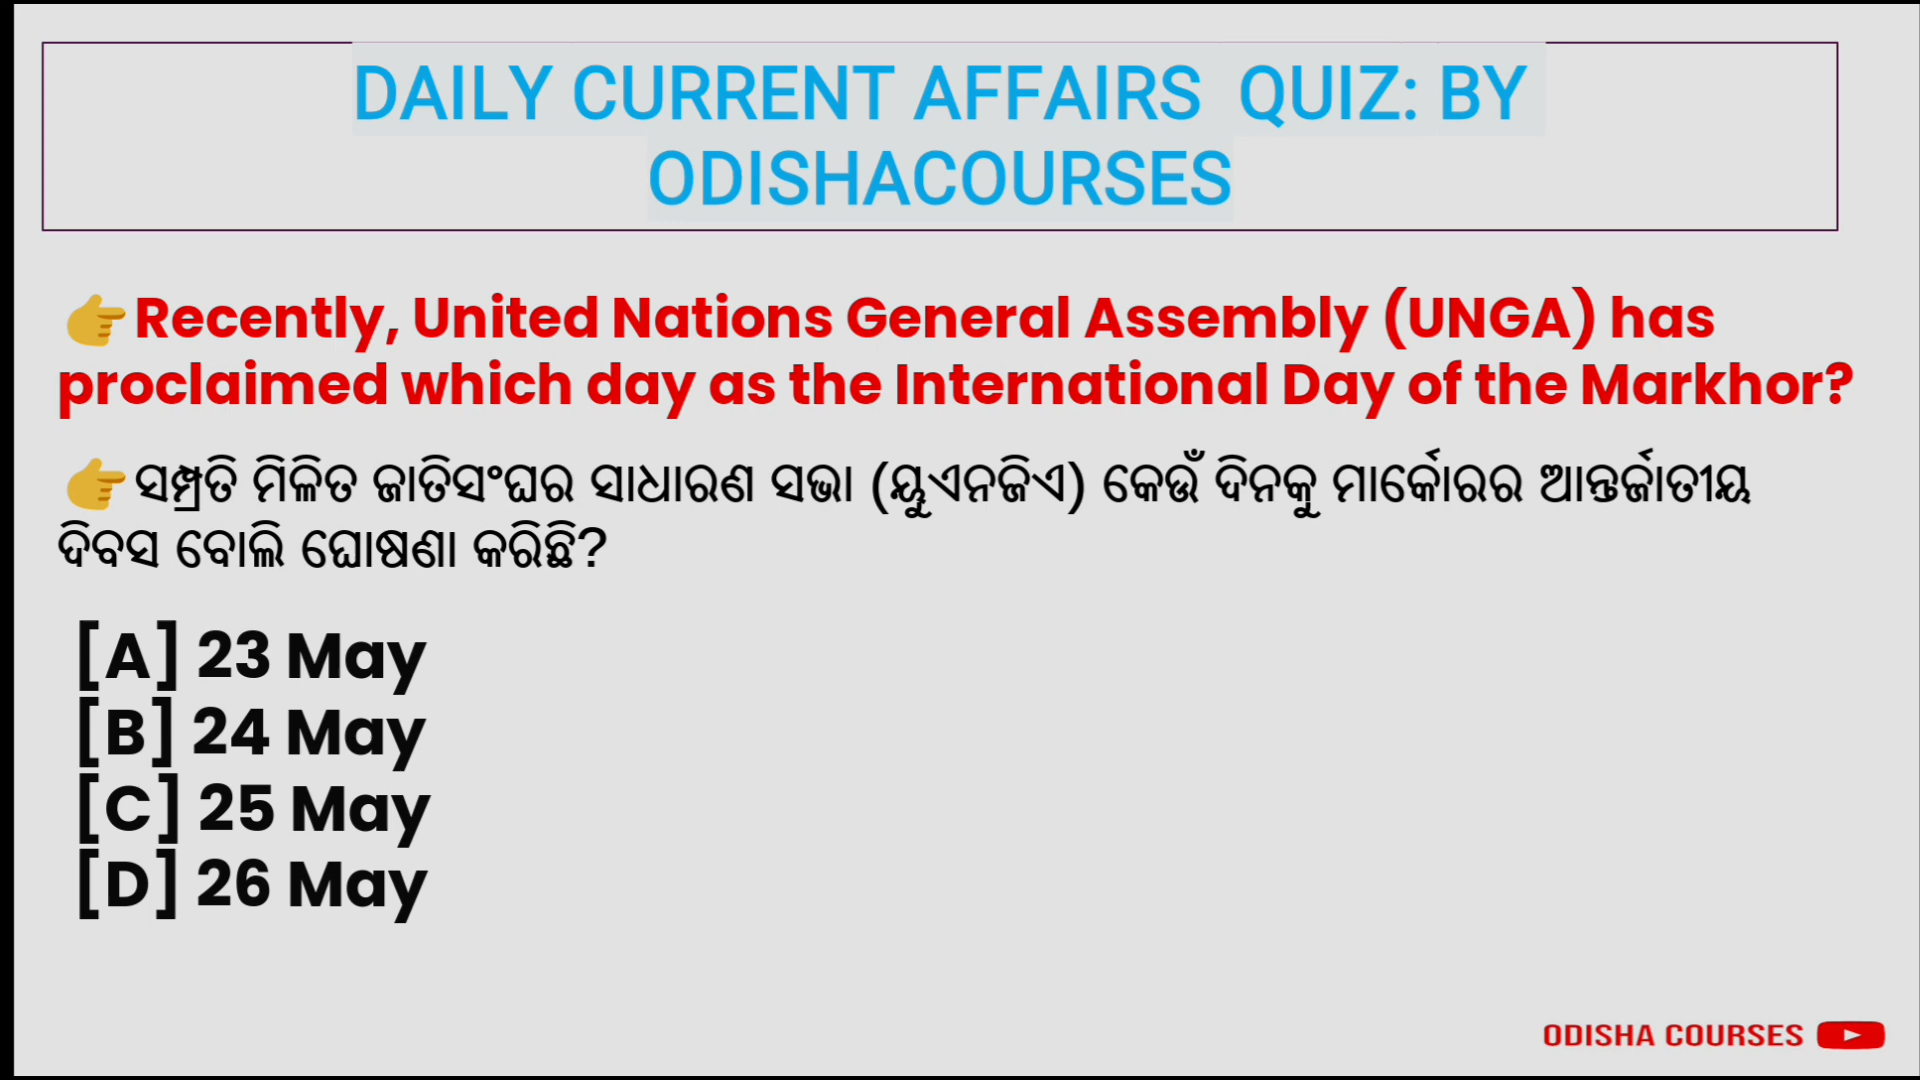 DAILY CURRENT AFFAIRS QUIZ: BY
ODISHACOURSES
👉Recently, United Nations General Assembly (UNGA) has
proclaimed which day as the International Day of the Markhor?
👉ସମ୍ପ୍ରତି ମିଳିତ ଜାତିସଂଘର ସାଧାରଣ ସଭା (ୟୁଏନଜିଏ) କେଉଁ ଦିନକୁ ମାର୍କୋରର ଆନ୍ତର୍ଜାତୀୟ
ଦିବସ ବୋଲି ଘୋଷଣା କରିଛି?
[A] 23 May
[B] 24 May
[C] 25 May
[D] 26 May
ODISHA COURSES